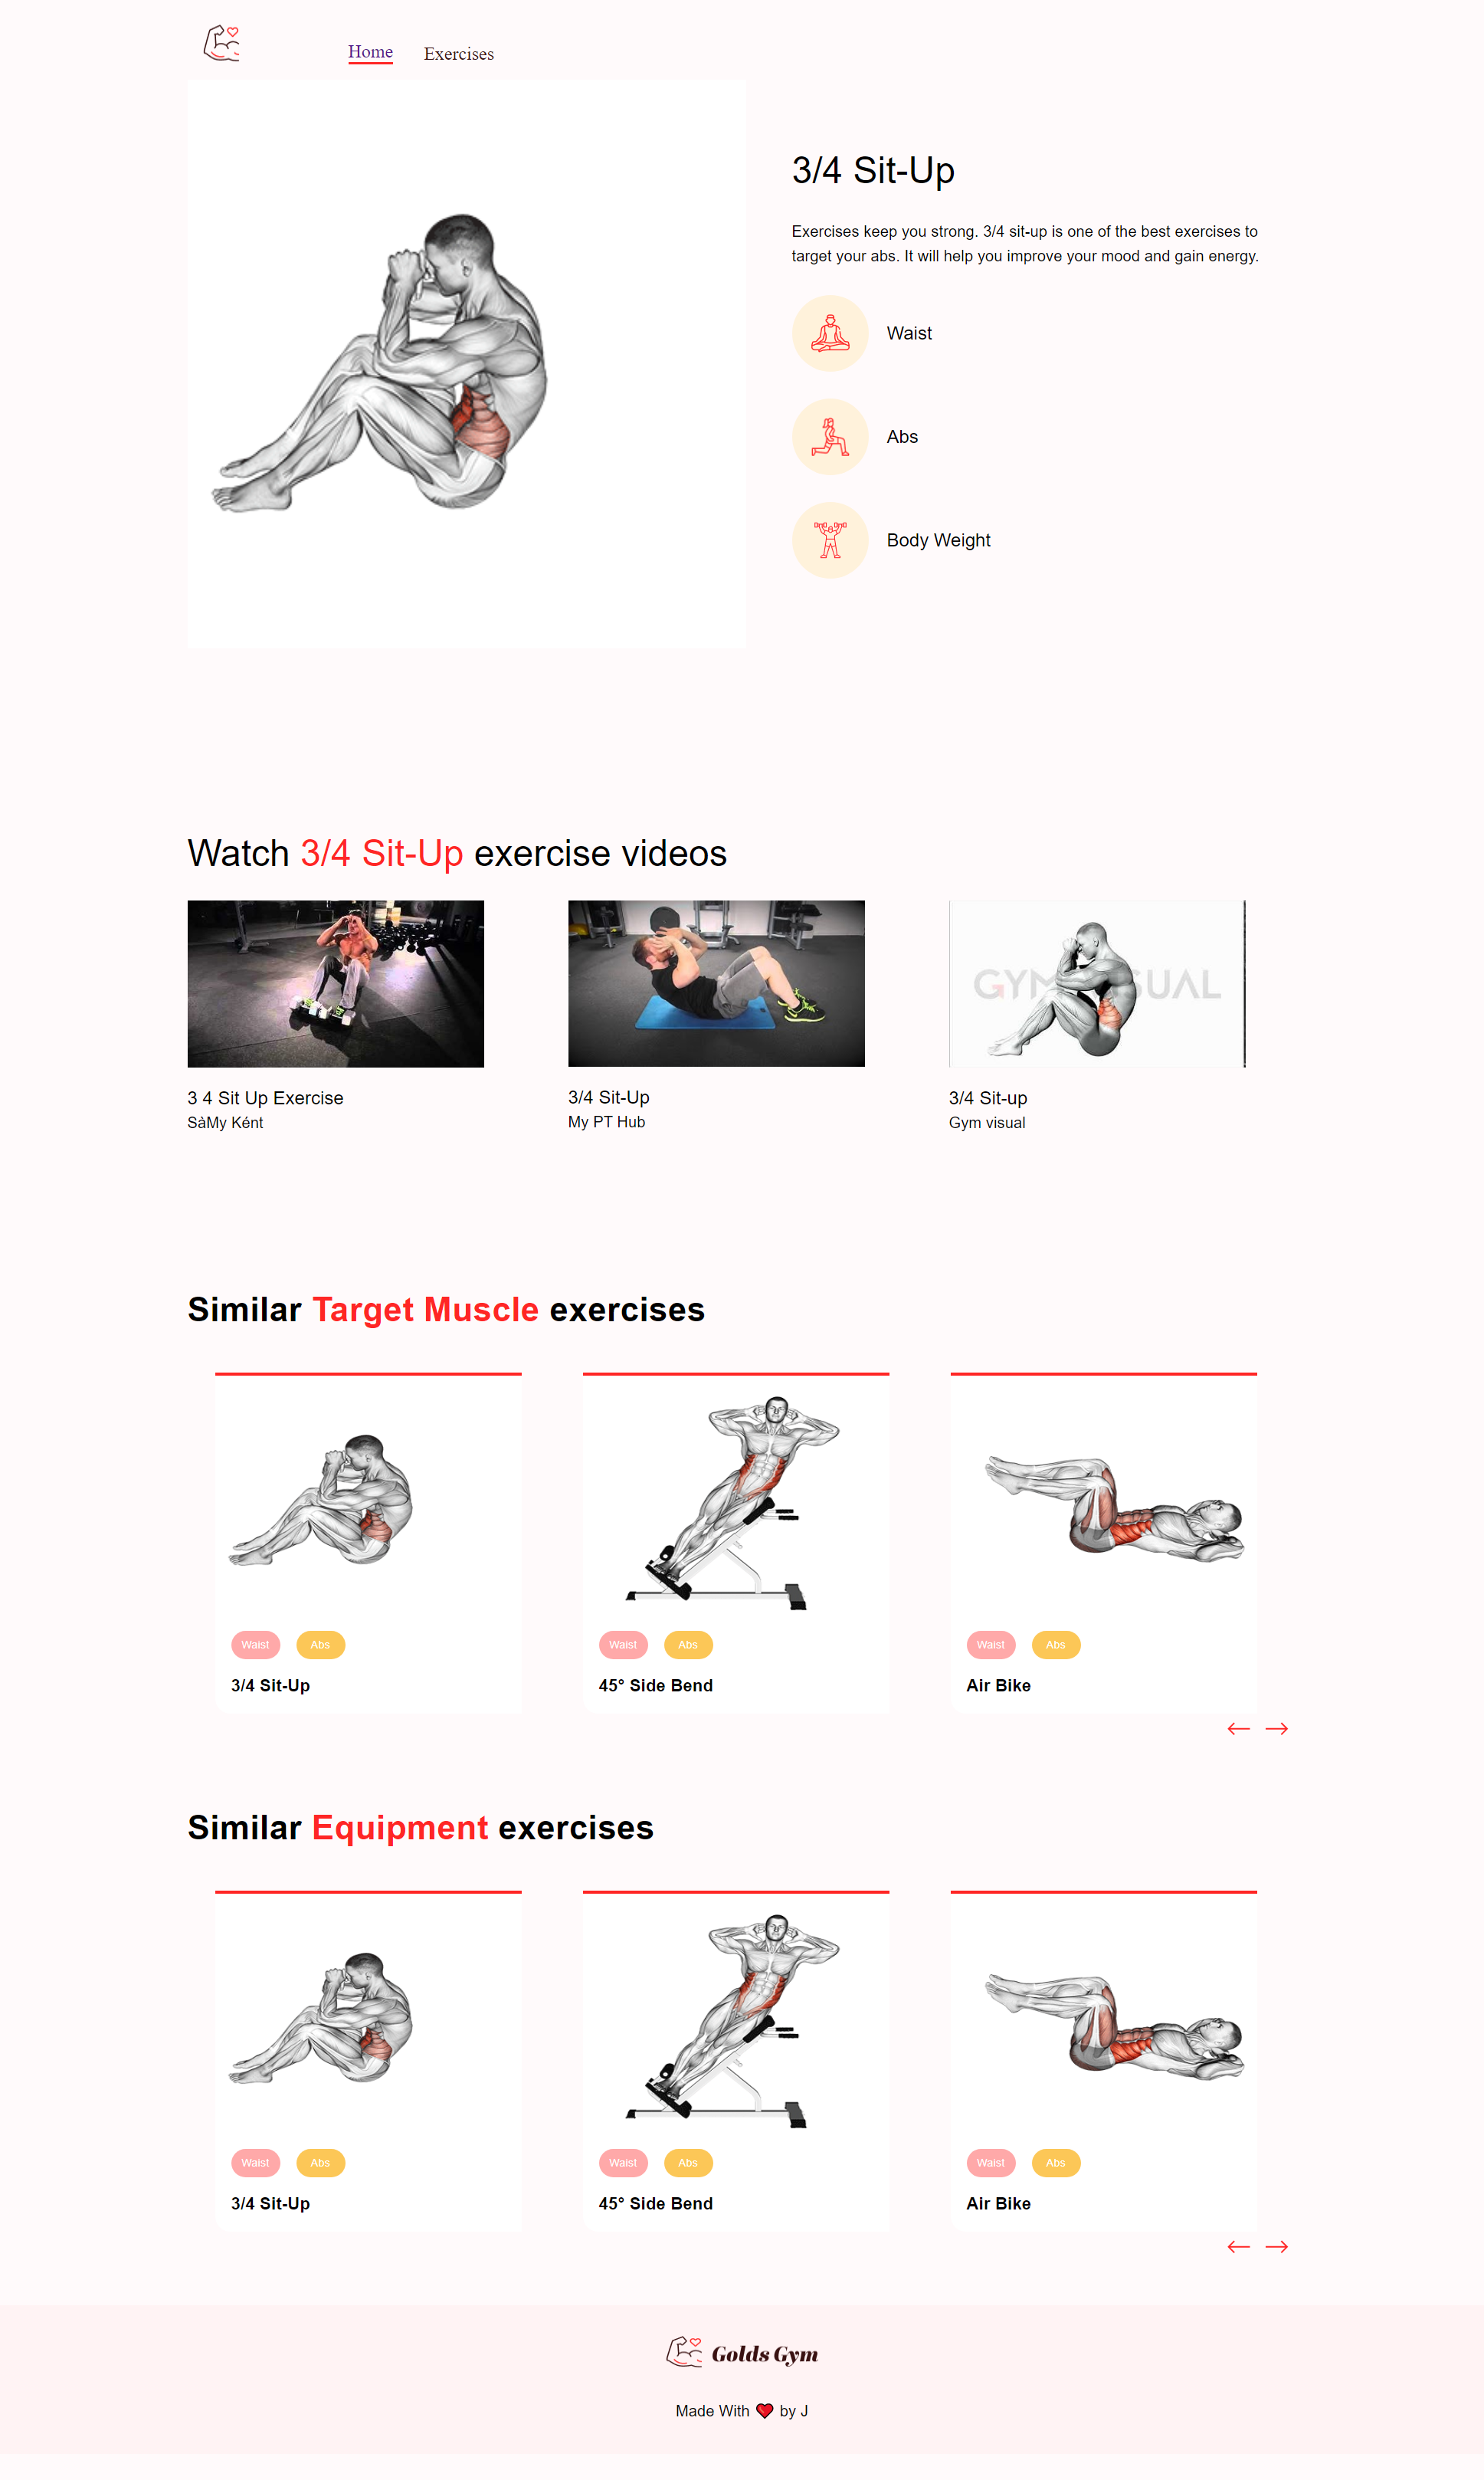 Home
Exercises
3/4 Sit-Up
Exercises keep you strong. 3/4 sit-up is one of the best exercises to
target your abs. It will help you improve your mood and gain energy.
Waist
Abs
Body Weight
Watch 3/4 Sit-Up exercise videos
3 4 Sit Up Exercise
SàMy Ként
3/4 Sit-Up
My PT Hub
GYM VISUAL
3/4 Sit-up
Gym visual
Similar Target Muscle exercises
Waist Abs
3/4 Sit-Up
Waist Abs
45° Side Bend
Waist Abs
Air Bike
Similar Equipment exercises
Waist Abs
3/4 Sit-Up
Waist Abs
45° Side Bend
Waist Abs
Air Bike
Golds Gym
Made With ❤️ by J